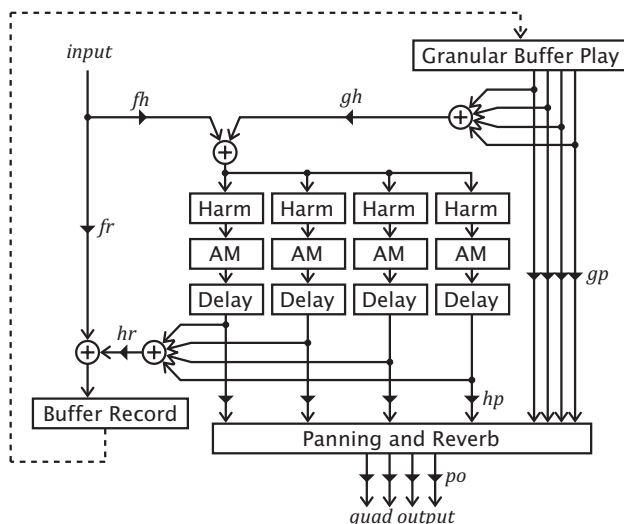 Granular Buffer Play
input
fh
gh
Harm Harm Harm Harm
fr
AM AM AM AM
gp
Delay Delay Delay Delay
hr
hp
Buffer Record
Panning and Reverb
po
quad output